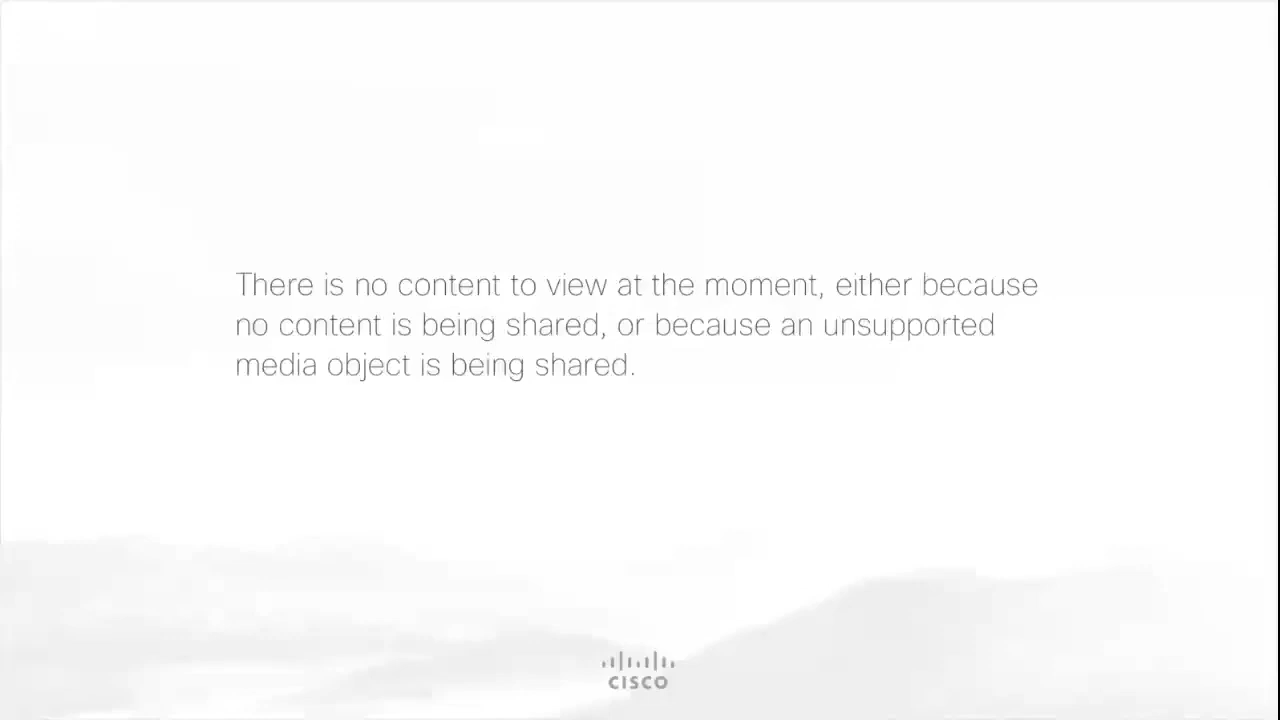 There is no content to view at the moment, either because
no content is being shared, or because an unsupported
media object is being shared.
CISCO